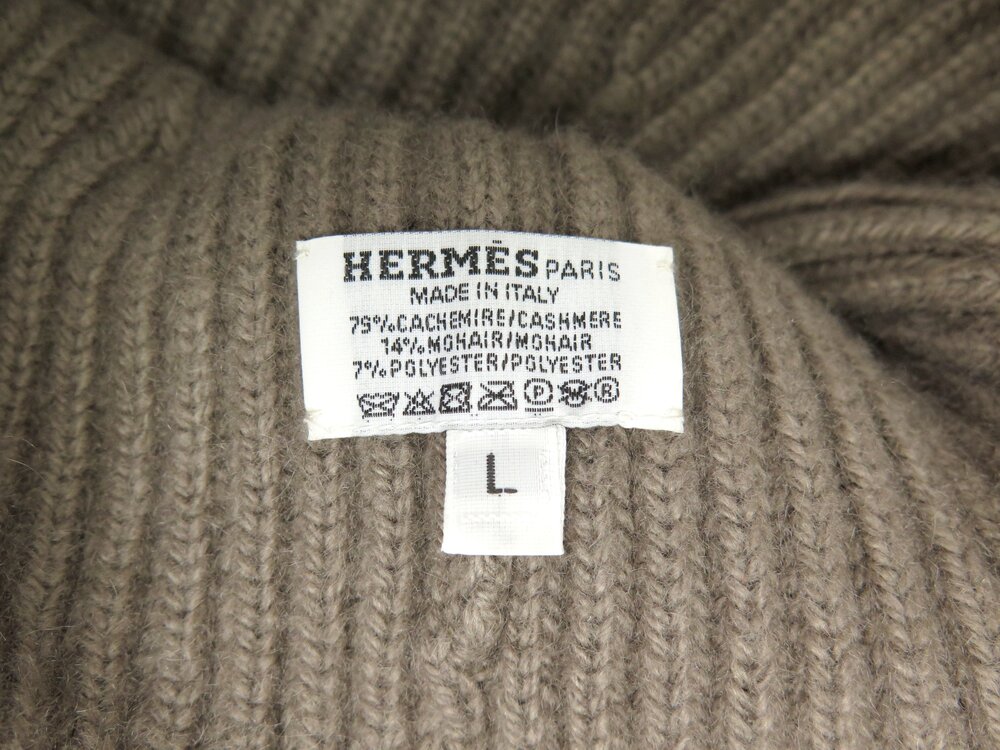 HERMÈS PARIS
MADE IN ITALY
79%CACHEMIRE/CASHMERE
14%MOHAIR/MOHAIR
7%POLYESTER/POLYESTER
P R
L